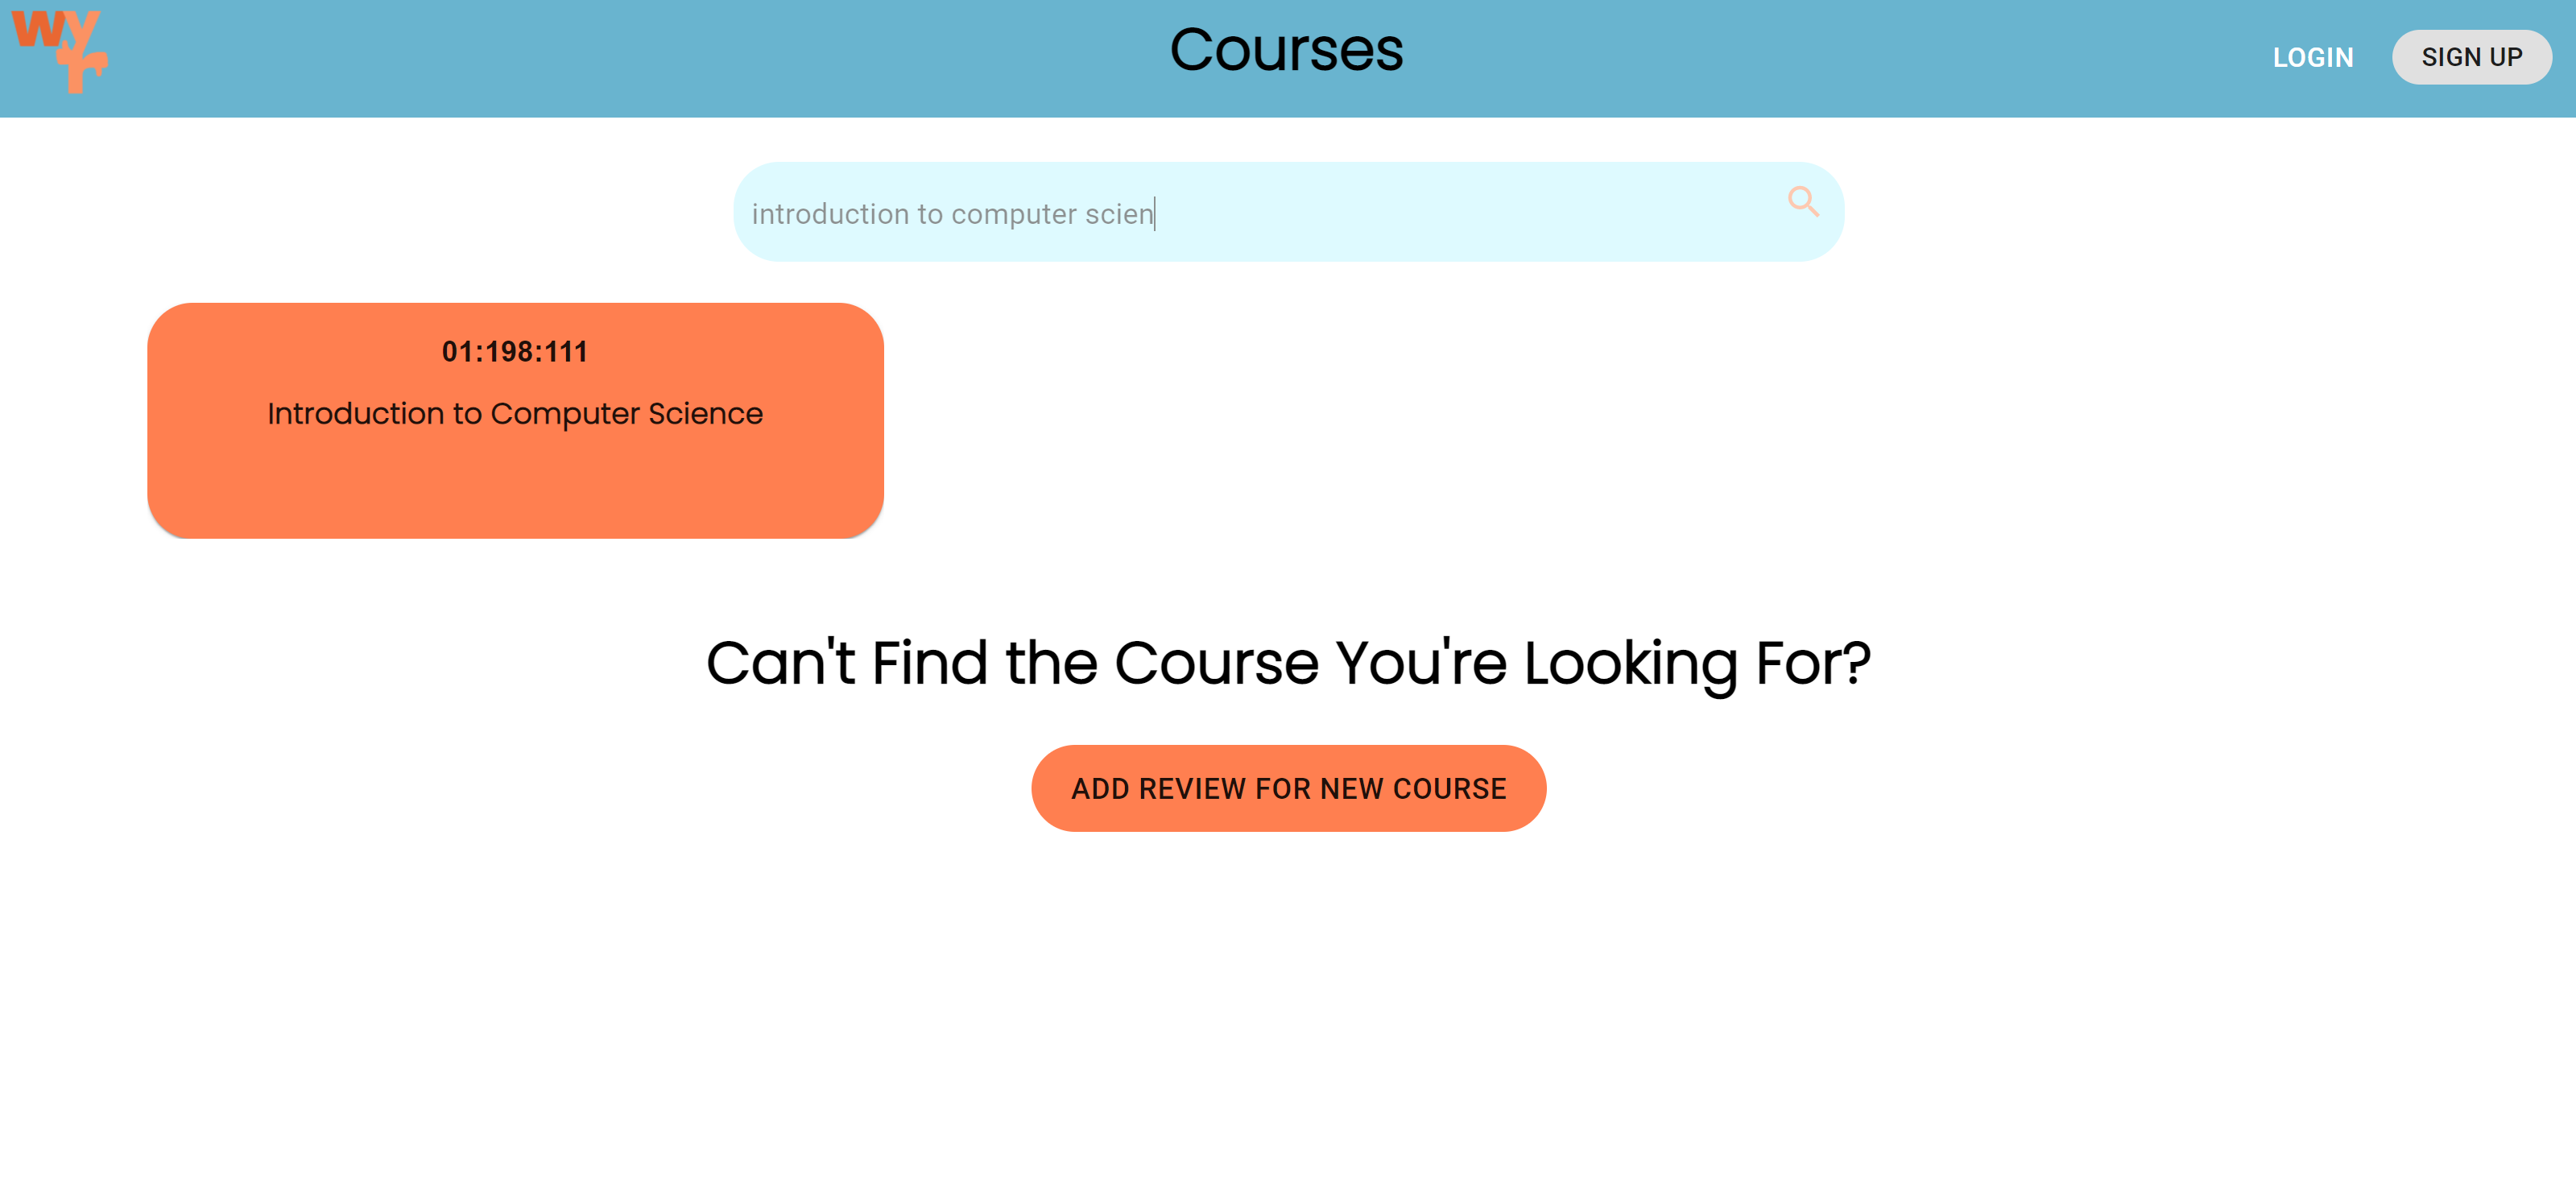 wyr
Courses
LOGIN
SIGN UP
introduction to computer scien
01:198:111
Introduction to Computer Science
Can't Find the Course You're Looking For?
ADD REVIEW FOR NEW COURSE